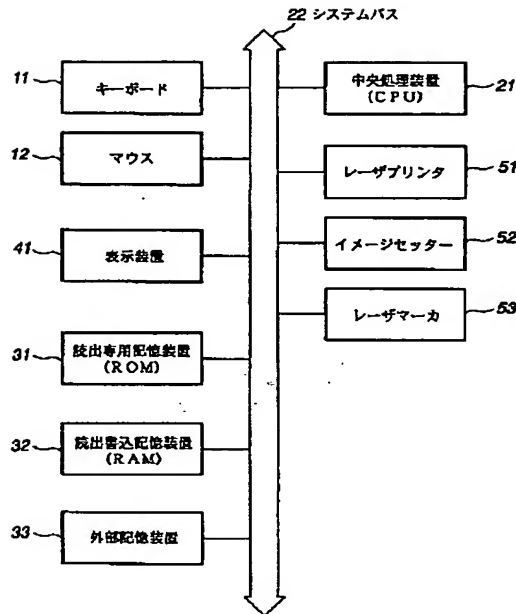 22 システムバス
11
キーボード
中央処理装置
(CPU)
21
12
マウス
レーザプリンタ
51
41
表示装置
イメージセッター
52
レーザマーカ
53
31
読出専用記憶装置
(ROM)
32
読出書込記憶装置
(RAM)
33
外部記憶装置